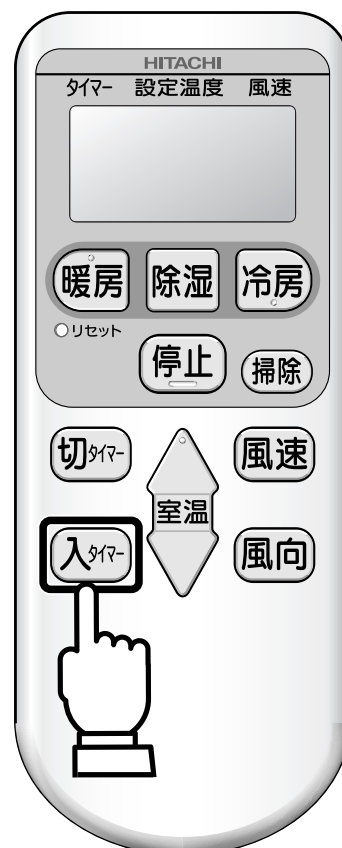 HITACHI
タイマー 設定温度 風速
暖房 除湿 冷房
リセット
停止 掃除
切タイマー 風速
室温
入タイマー 風向